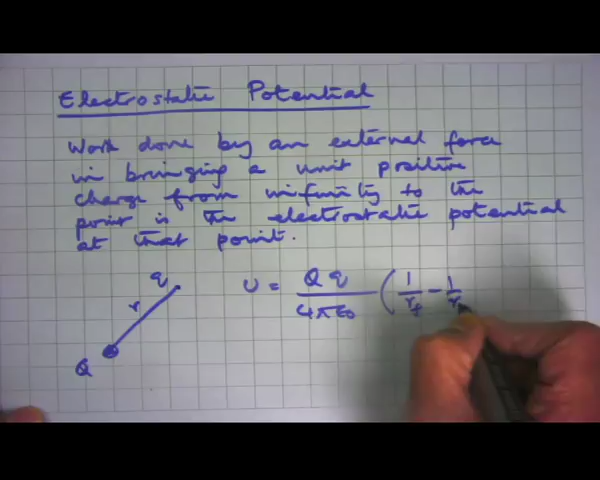 Electrostatic Potential
Work done by an external force
in bringing a unit positive
charge from infinity to the
point is the electrostatic potential
at that point.
q
r
Q
U = Qq/4πε₀ (1/r_f − 1/r